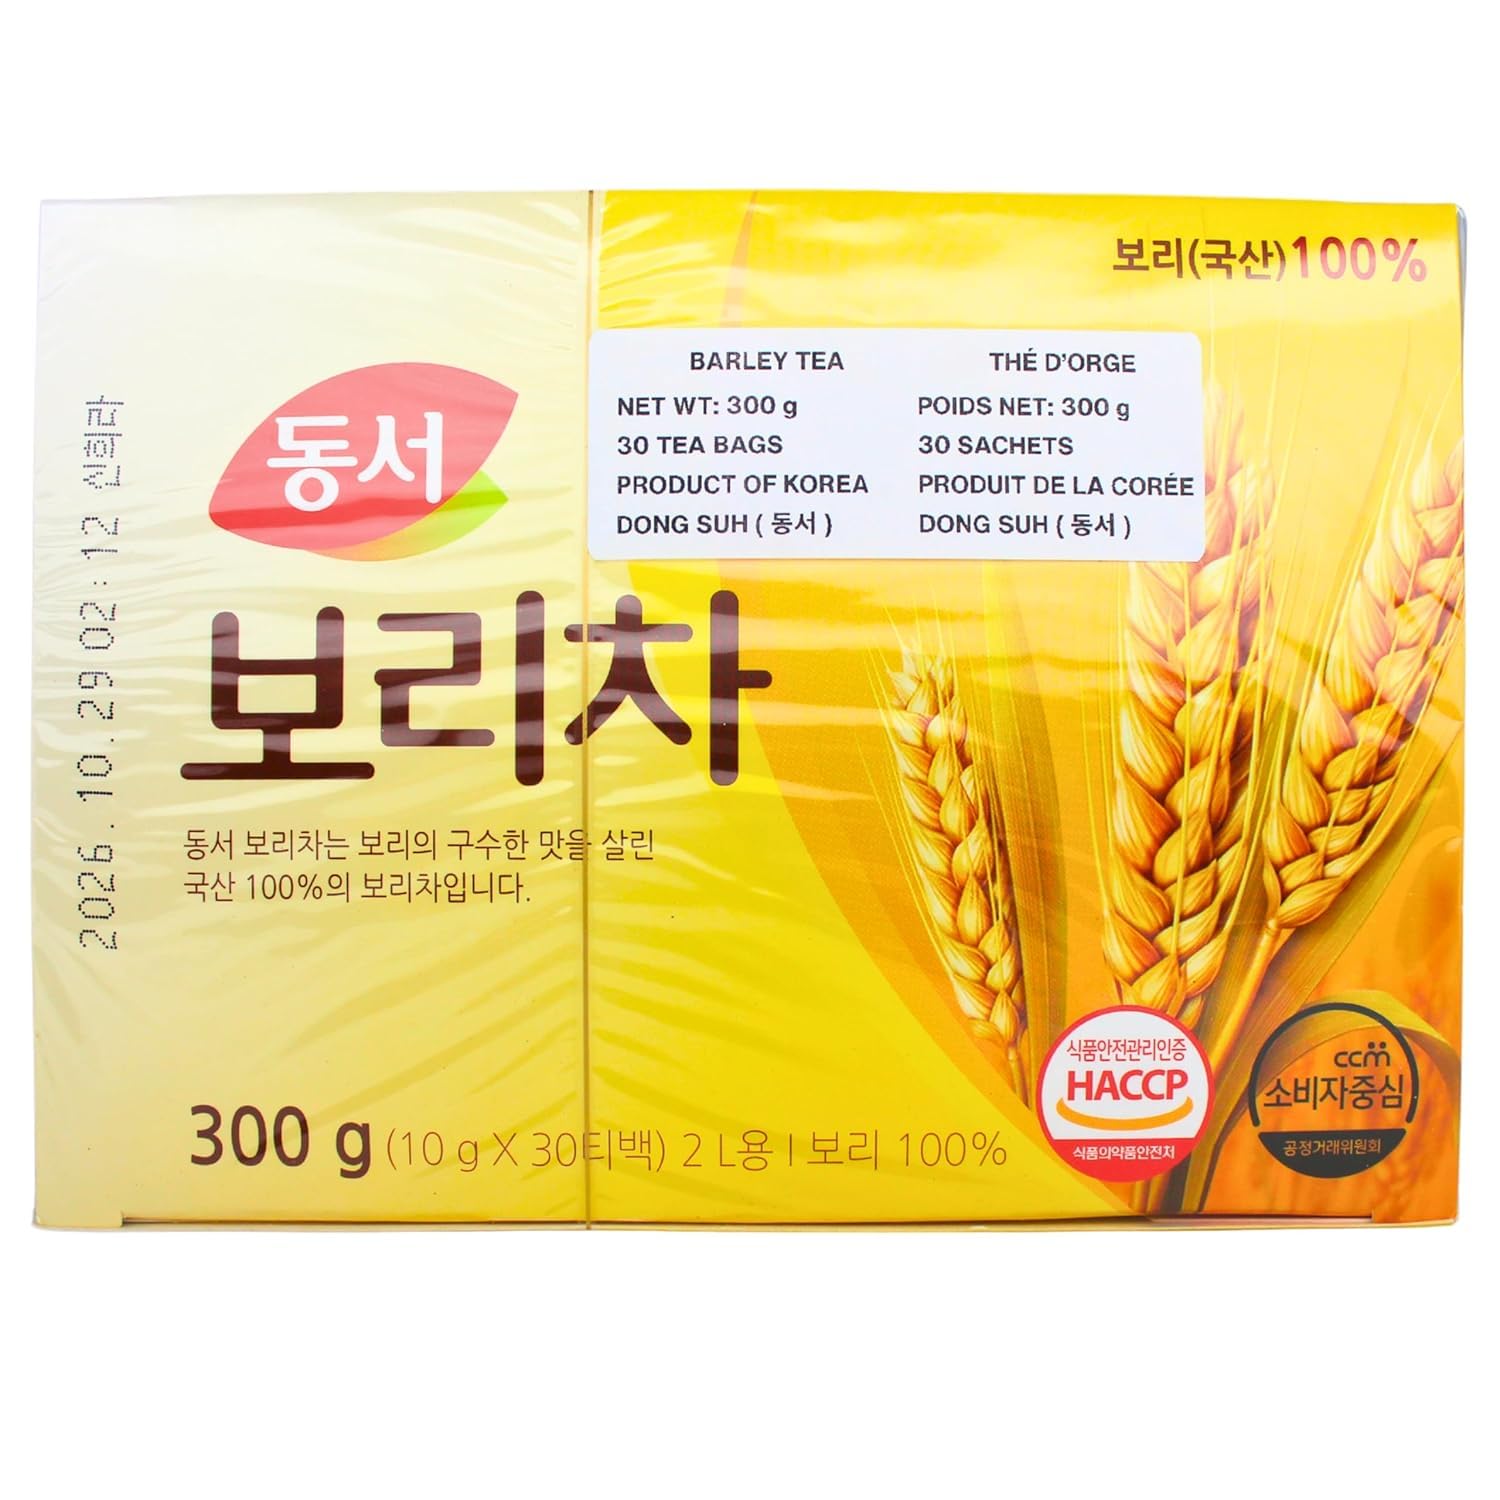 보리(국산)100%
BARLEY TEA
NET WT: 300 g
30 TEA BAGS
PRODUCT OF KOREA
DONG SUH ( 동서 )
THÉ D'ORGE
POIDS NET: 300 g
30 SACHETS
PRODUIT DE LA CORÉE
DONG SUH ( 동서 )
동서
보리차
동서 보리차는 보리의 구수한 맛을 살린
국산 100%의 보리차입니다.
2026.10.29 02:12 신희라
300 g (10 g X 30티백) 2 L용 I 보리 100%
식품안전관리인증
HACCP
식품의약품안전처
ccm
소비자중심
공정거래위원회